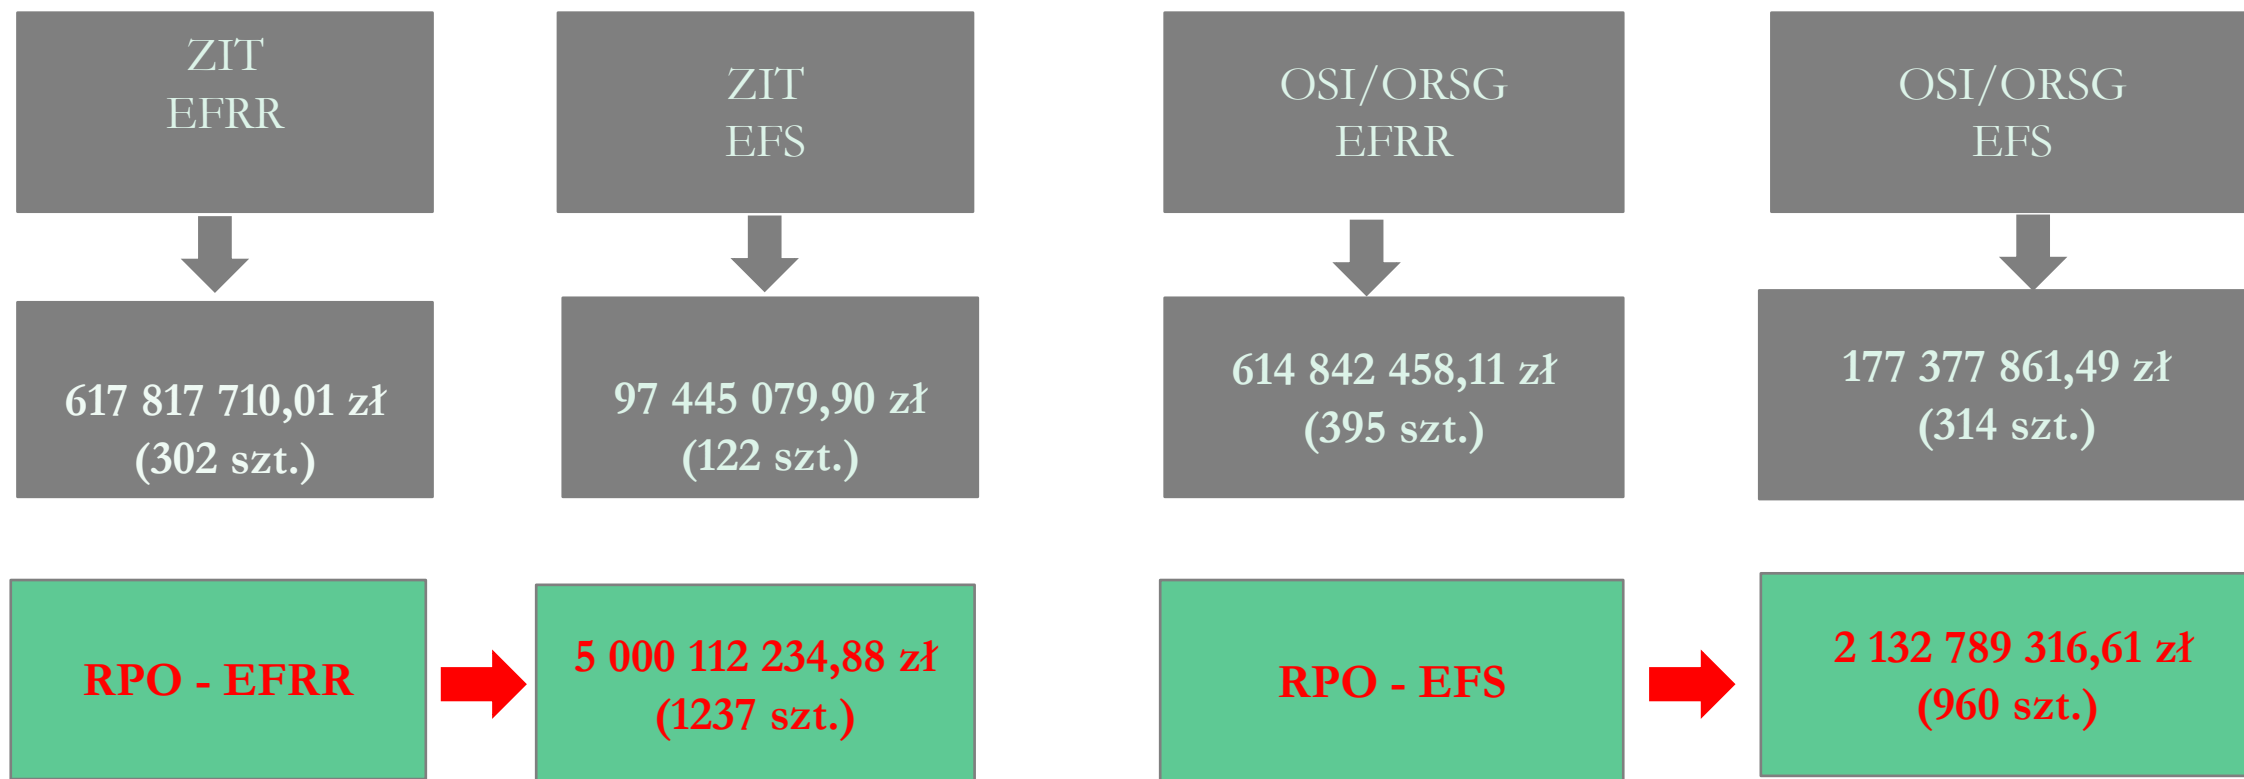 ZIT
EFRR
ZIT
EFS
OSI/ORSG
EFRR
OSI/ORSG
EFS
617 817 710,01 zł
(302 szt.)
97 445 079,90 zł
(122 szt.)
614 842 458,11 zł
(395 szt.)
177 377 861,49 zł
(314 szt.)
RPO - EFRR
5 000 112 234,88 zł
(1237 szt.)
RPO - EFS
2 132 789 316,61 zł
(960 szt.)